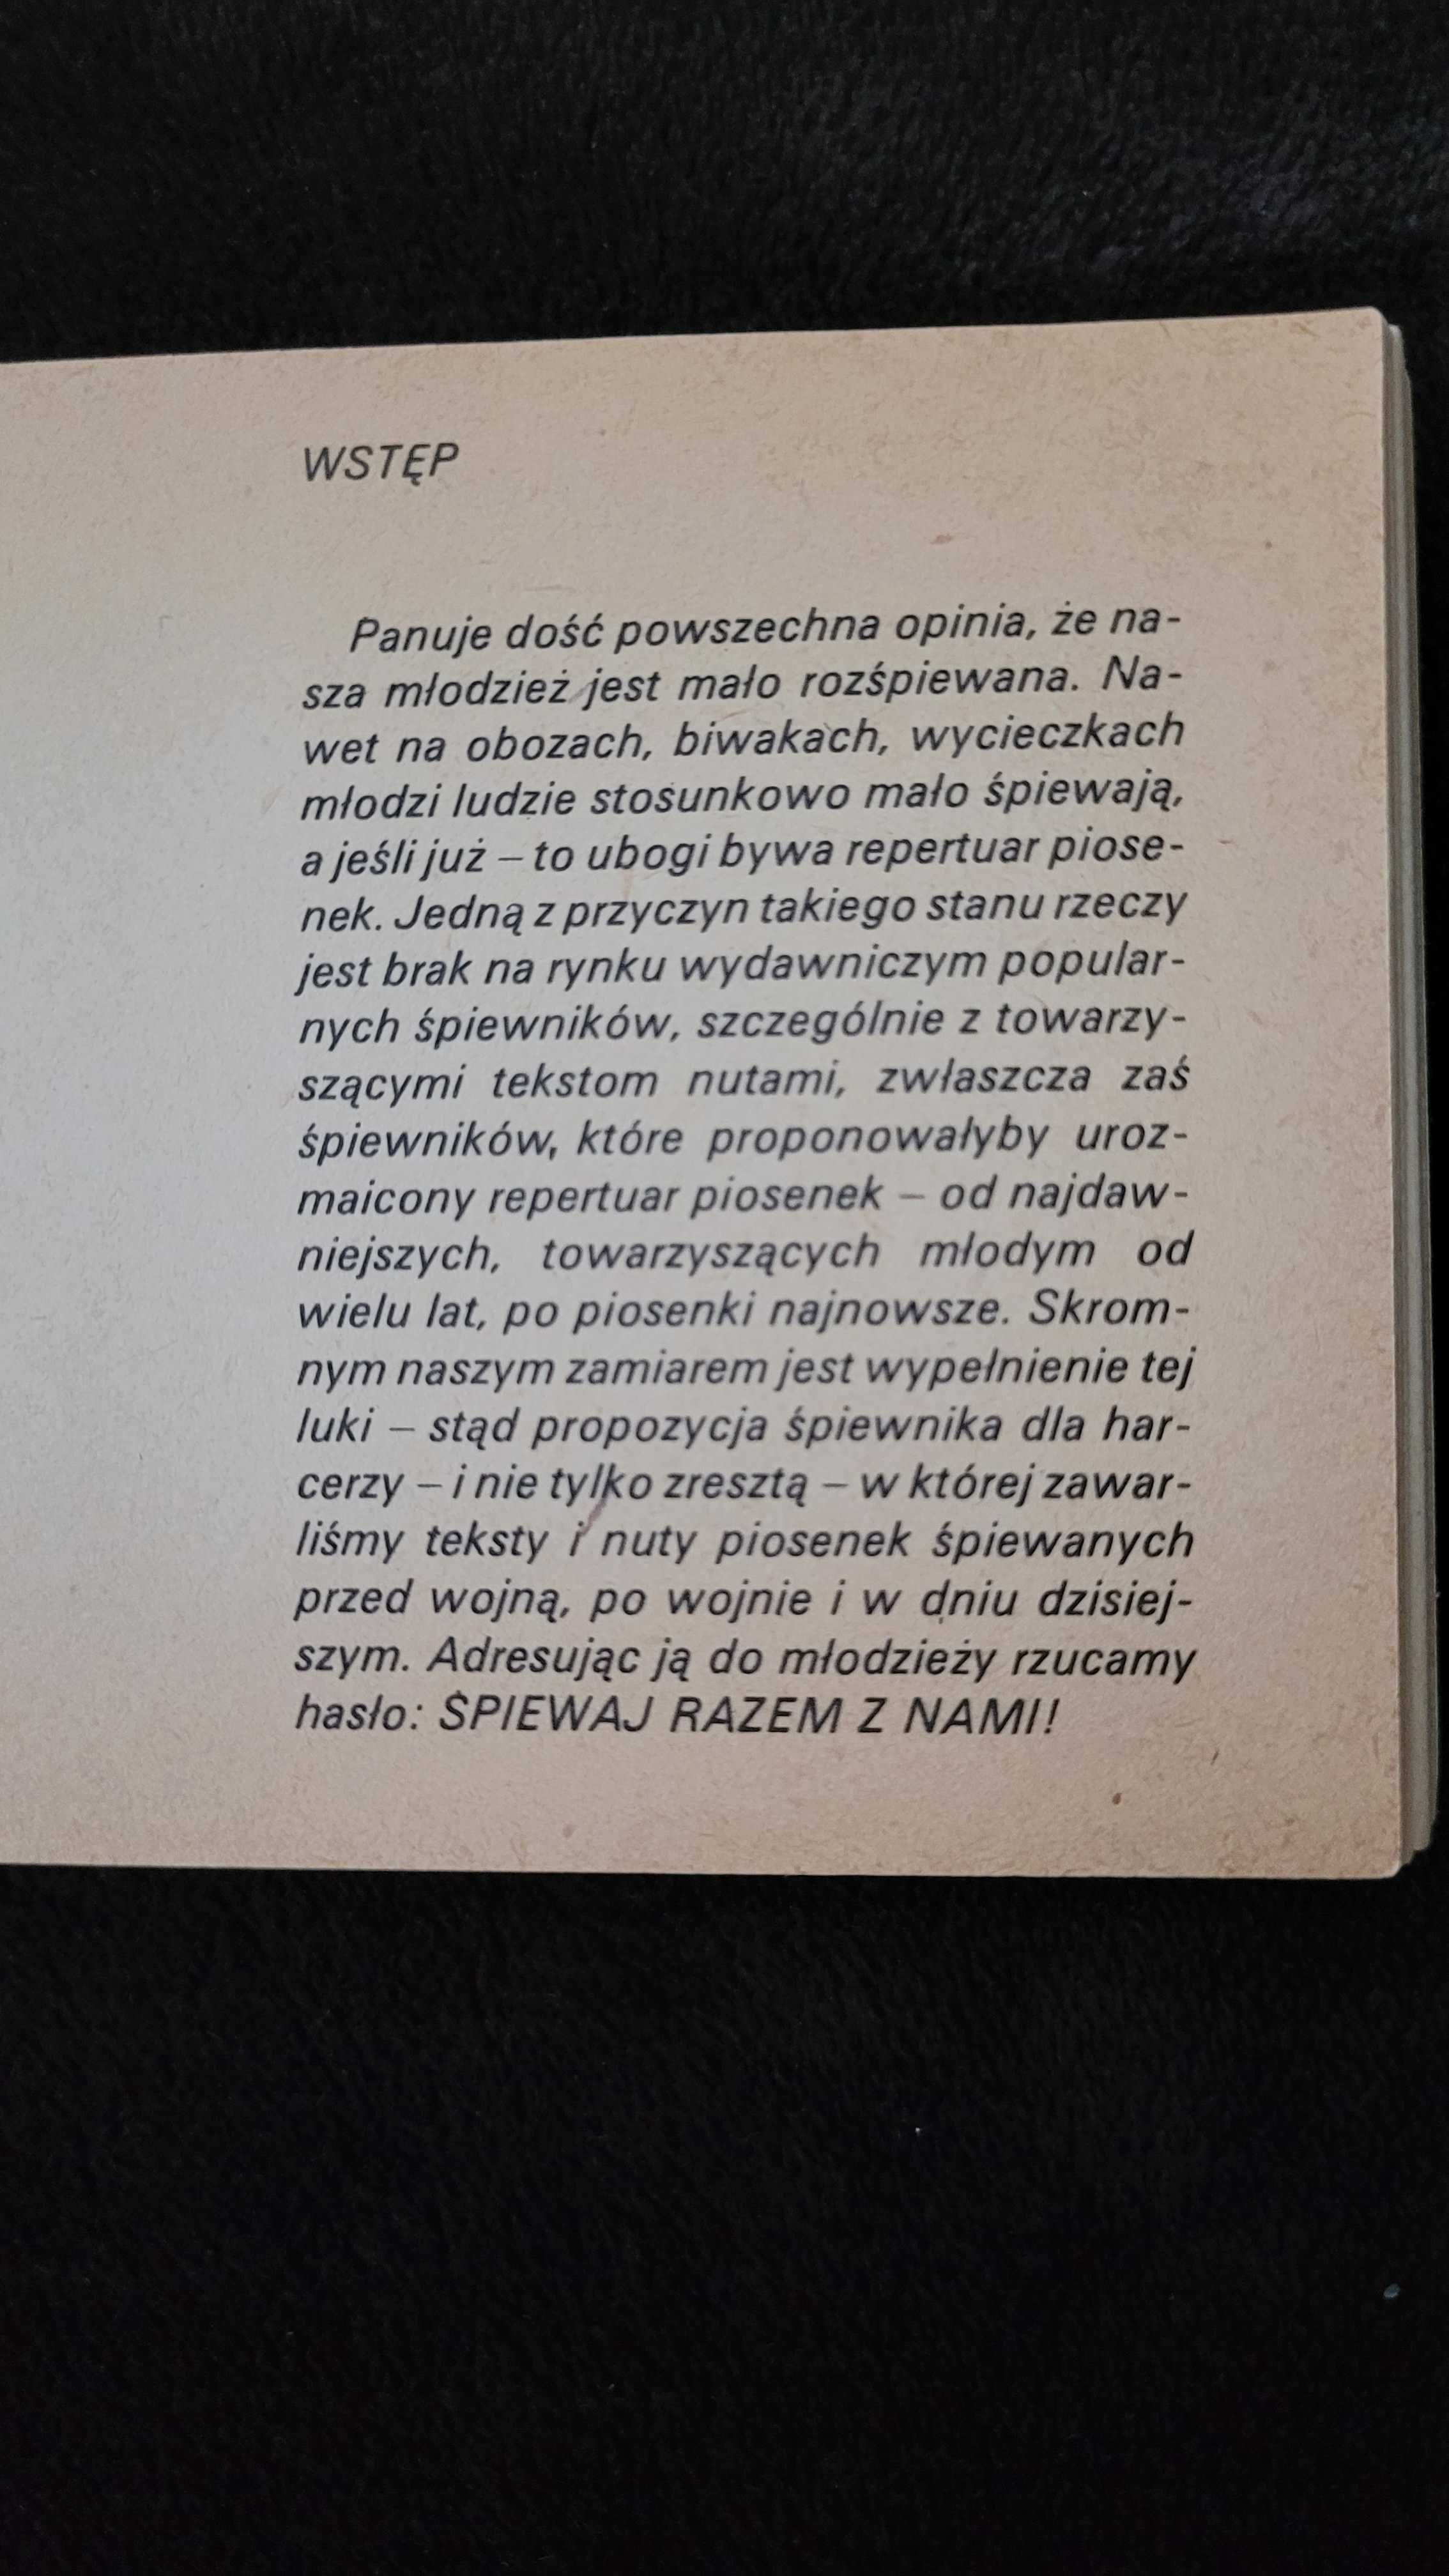 WSTĘP
Panuje dość powszechna opinia, że na-
sza młodzież jest mało rozśpiewana. Na-
wet na obozach, biwakach, wycieczkach
młodzi ludzie stosunkowo mało śpiewają,
a jeśli już – to ubogi bywa repertuar piose-
nek. Jedną z przyczyn takiego stanu rzeczy
jest brak na rynku wydawniczym popular-
nych śpiewników, szczególnie z towarzy-
szącymi tekstom nutami, zwłaszcza zaś
śpiewników, które proponowałyby uroz-
maicony repertuar piosenek – od najdaw-
niejszych, towarzyszących młodym od
wielu lat, po piosenki najnowsze. Skrom-
nym naszym zamiarem jest wypełnienie tej
luki – stąd propozycja śpiewnika dla har-
cerzy – i nie tylko zresztą – w której zawar-
liśmy teksty i nuty piosenek śpiewanych
przed wojną, po wojnie i w dniu dzisiej-
szym. Adresując ją do młodzieży rzucamy
hasło: ŚPIEWAJ RAZEM Z NAMI!